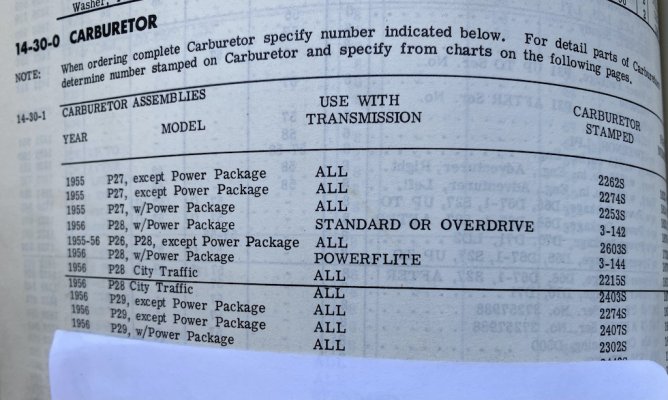 Washer,
14-30-0 CARBURETOR
NOTE: When ordering complete Carburetor specify number indicated below. For detail parts of Carburetor
determine number stamped on Carburetor and specify from charts on the following pages.
14-30-1 CARBURETOR ASSEMBLIES USE WITH CARBURETOR
YEAR MODEL TRANSMISSION STAMPED
1955 P27, except Power Package ALL 2262S
1955 P27, except Power Package ALL 2274S
1955 P27, w/Power Package ALL 2253S
1956 P28, w/Power Package STANDARD OR OVERDRIVE 3-142
1955-56 P26, P28, except Power Package ALL 2603S
1956 P28, w/Power Package POWERFLITE 3-144
1956 P28 City Traffic ALL 2215S
1956 P28 City Traffic ALL 2403S
1956 P29, except Power Package ALL 2274S
1956 P29, except Power Package ALL 2407S
1956 P29, w/Power Package ALL 2302S